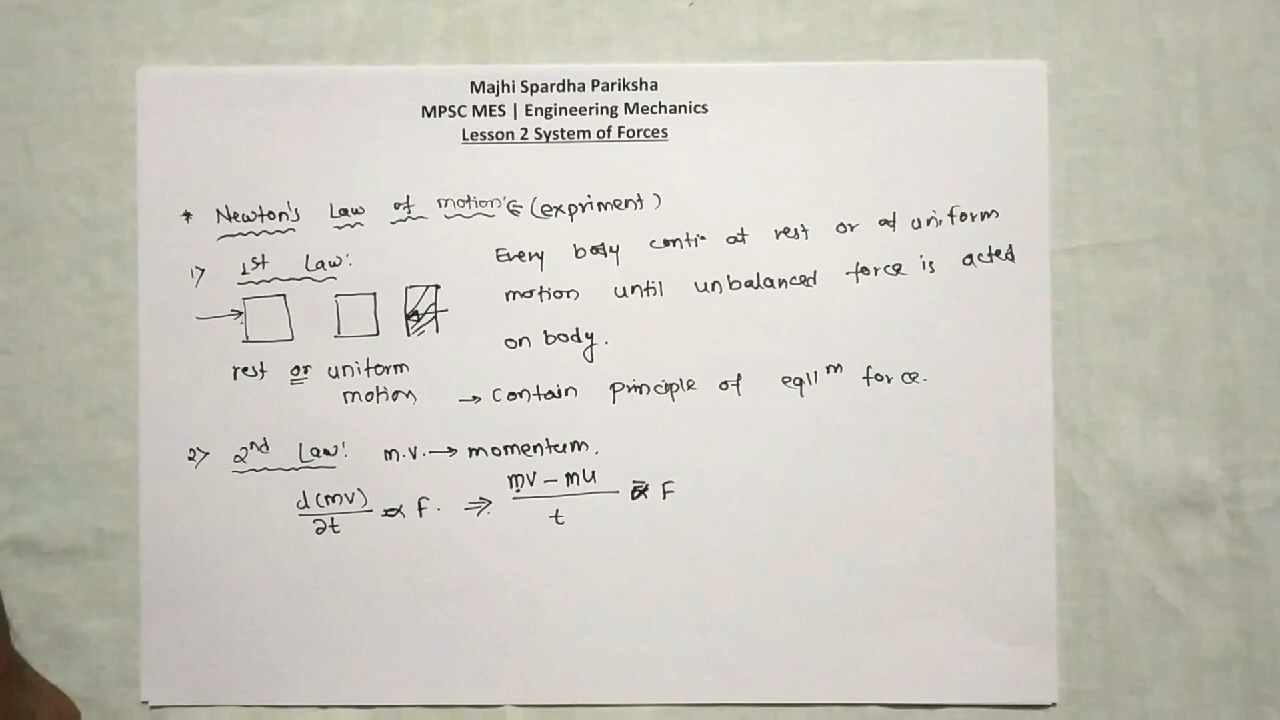 Majhi Spardha Pariksha
MPSC MES | Engineering Mechanics
Lesson 2 System of Forces
* Newton's Law of motion's (expriment)
1) 1st Law:
Every body conti- at rest or at uniform
motion until unbalanced force is acted
on body.
rest or uniform
motion
→ contain principle of eqllm force.
2) 2nd Law: m.v. → momentum.
d(mv)/∂t ∝ F. ⇒ mv - mu/t ∝ F